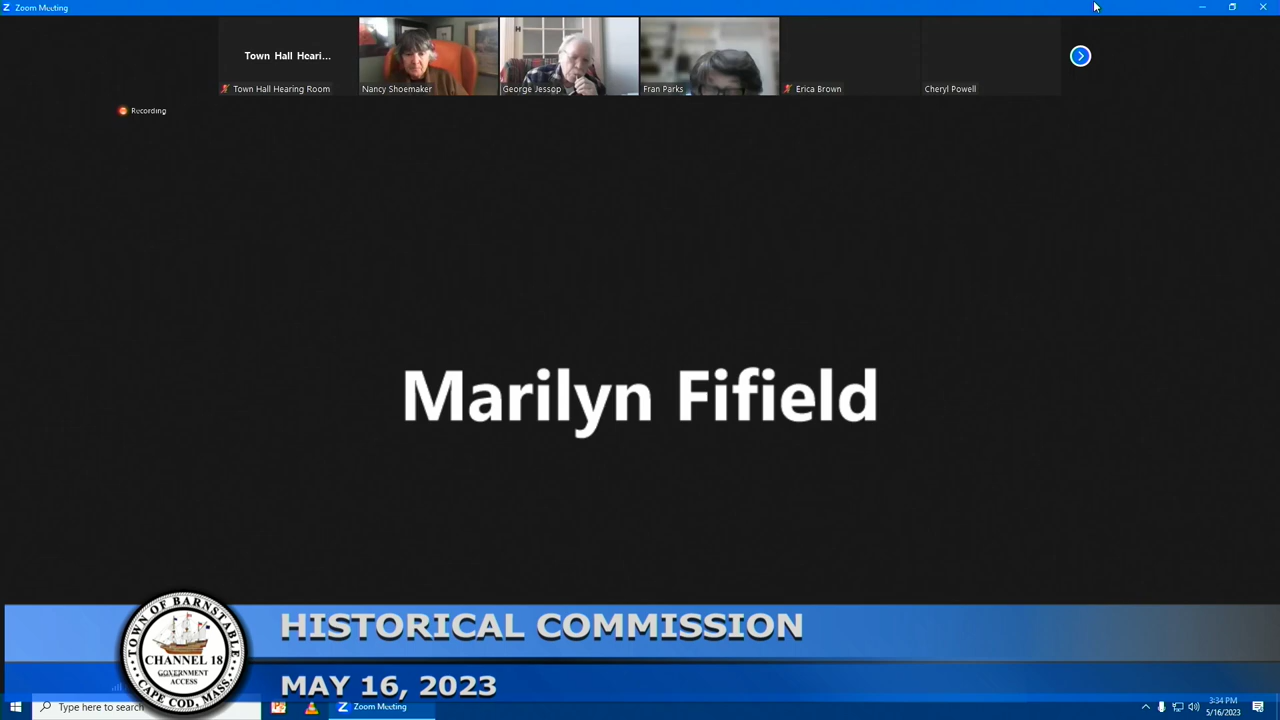 Zoom Meeting
Town Hall Heari...
Town Hall Hearing Room
Nancy Shoemaker
George Jessop
Fran Parks
Erica Brown
Cheryl Powell
Recording
Marilyn Fifield
TOWN OF BARNSTABLE
CHANNEL 18
GOVERNMENT
ACCESS
CAPE COD, MASS.
HISTORICAL COMMISSION
MAY 16, 2023
Type here to search
Zoom Meeting
3:34 PM
5/16/2023